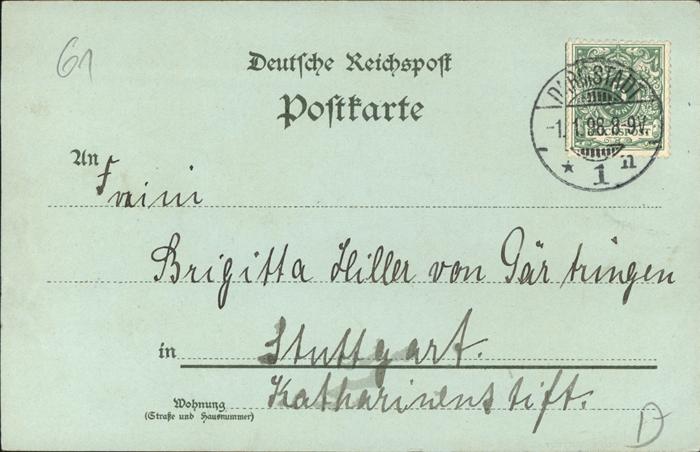 61
Deutsche Reichspost
Postkarte
DARMSTADT
-1.1.98.8-9V.
* 1 n
An Freiin
Brigitta Hiller von Gärtringen
in Stuttgart.
Wohnung Katharinenstift.
(Straße und Hausnummer)
D